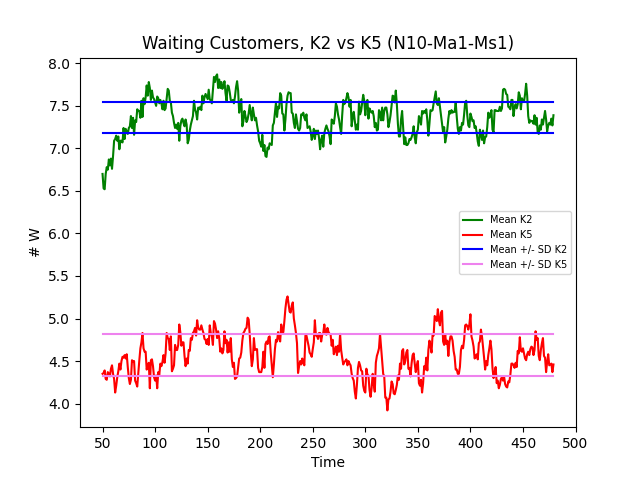 Waiting Customers, K2 vs K5 (N10-Ma1-Ms1)
8.0
7.5
7.0
6.5
6.0
5.5
5.0
4.5
4.0
# W
Mean K2
Mean K5
Mean +/- SD K2
Mean +/- SD K5
50 100 150 200 250 300 350 400 450 500
Time